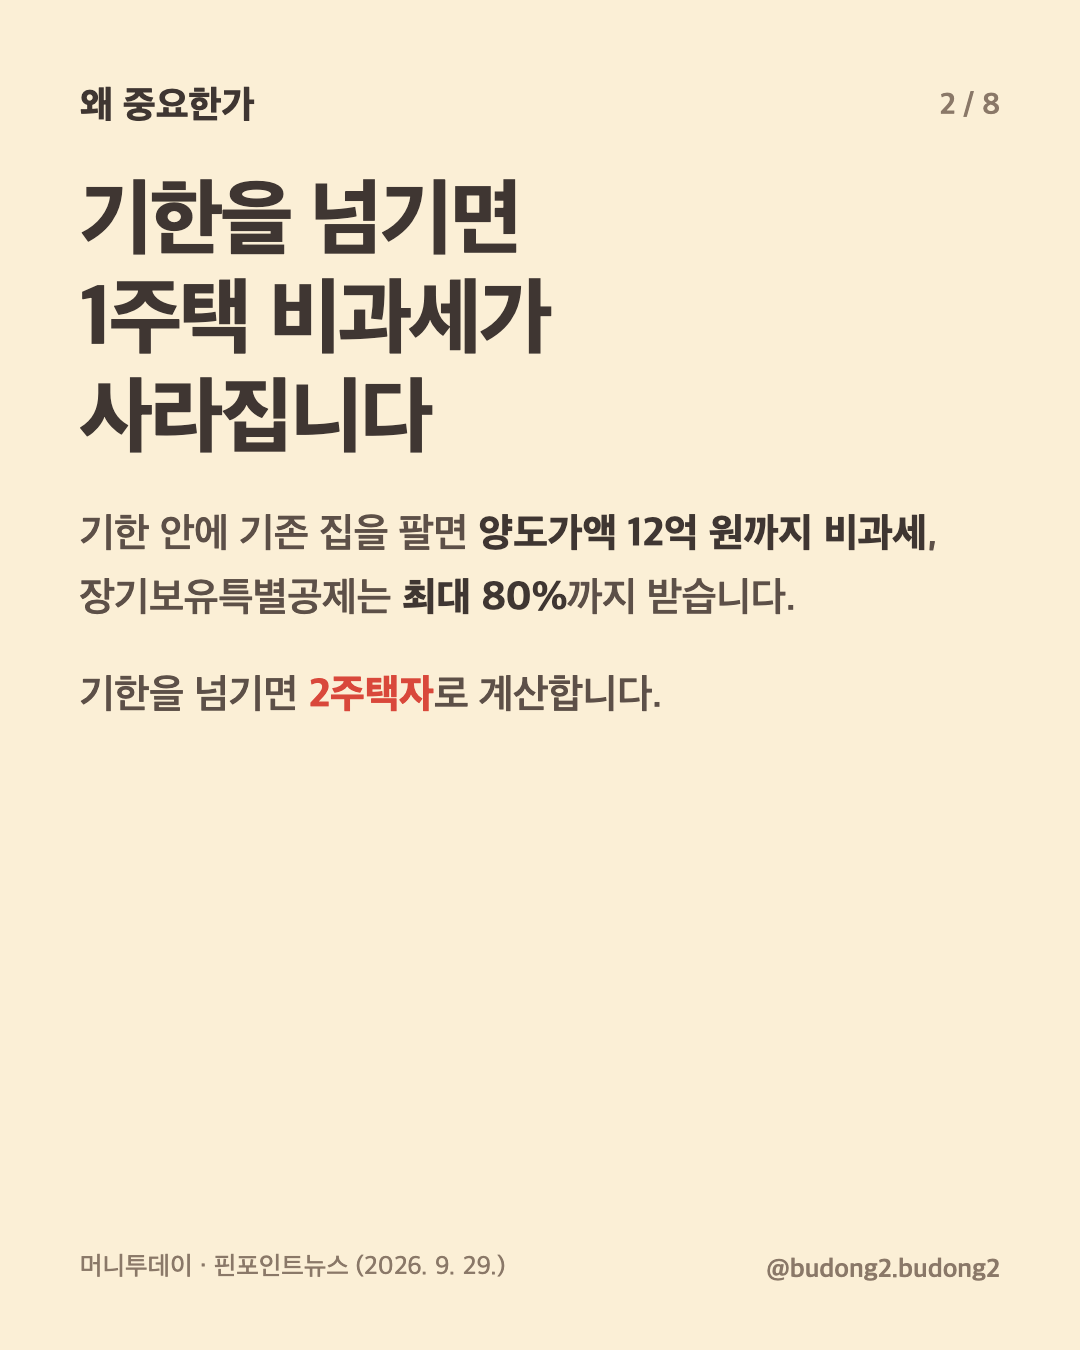 왜 중요한가
2 / 8
기한을 넘기면
1주택 비과세가
사라집니다
기한 안에 기존 집을 팔면 양도가액 12억 원까지 비과세,
장기보유특별공제는 최대 80%까지 받습니다.
기한을 넘기면 2주택자로 계산합니다.
머니투데이 · 핀포인트뉴스 (2026. 9. 29.)
@budong2.budong2